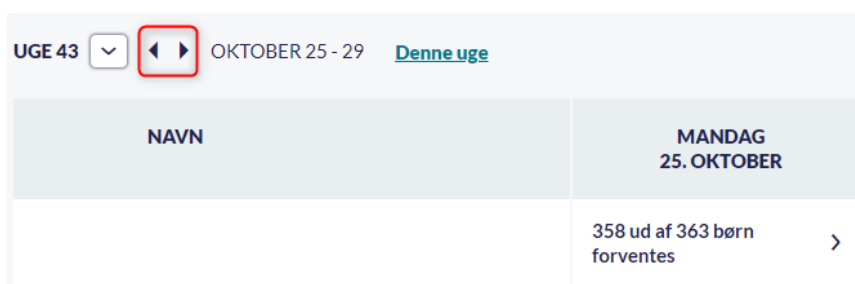 UGE 43 OKTOBER 25 - 29 Denne uge
NAVN
MANDAG
25. OKTOBER
358 ud af 363 børn
forventes